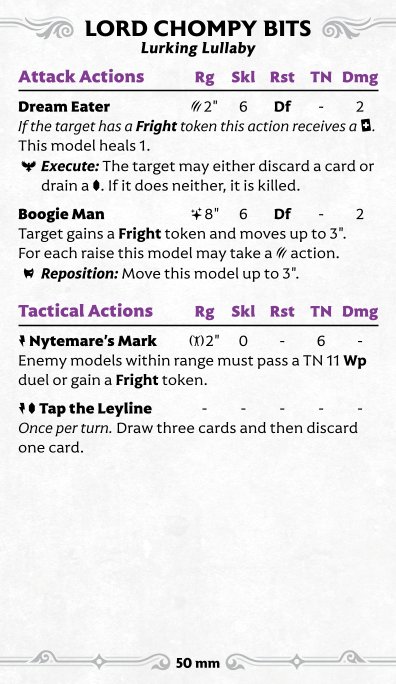 LORD CHOMPY BITS
Lurking Lullaby
Attack Actions Rg Skl Rst TN Dmg
Dream Eater 2" 6 Df - 2
If the target has a Fright token this action receives a .
This model heals 1.
Execute: The target may either discard a card or
drain a . If it does neither, it is killed.
Boogie Man 8" 6 Df - 2
Target gains a Fright token and moves up to 3".
For each raise this model may take a action.
Reposition: Move this model up to 3".
Tactical Actions Rg Skl Rst TN Dmg
Nytemare's Mark 2" 0 - 6 -
Enemy models within range must pass a TN 11 Wp
duel or gain a Fright token.
Tap the Leyline - - - - -
Once per turn. Draw three cards and then discard
one card.
50 mm